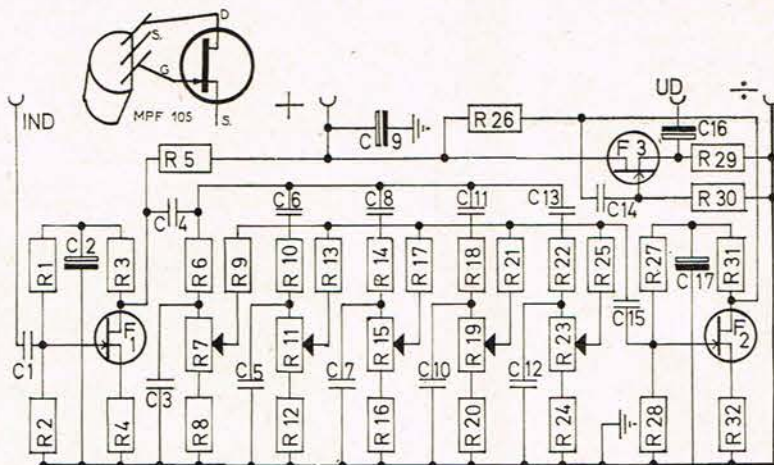 D
S.
G
MPF 105
S.
IND
+
UD
÷
C 9
R 26
C16
R 5
F 3
R 29
C 4
C 6
C 8
C 11
C 13
C 14
R 30
R1
C 2
R 3
R 6
R 9
R 10
R 13
R 14
R 17
R 18
R 21
R 22
R 25
R 27
C 17
R 31
C 15
F 1
R 7
R 11
R 15
R 19
R 23
F 2
C1
C 3
C 5
C 7
C 10
C 12
R 2
R 4
R 8
R 12
R 16
R 20
R 24
R 28
R 32